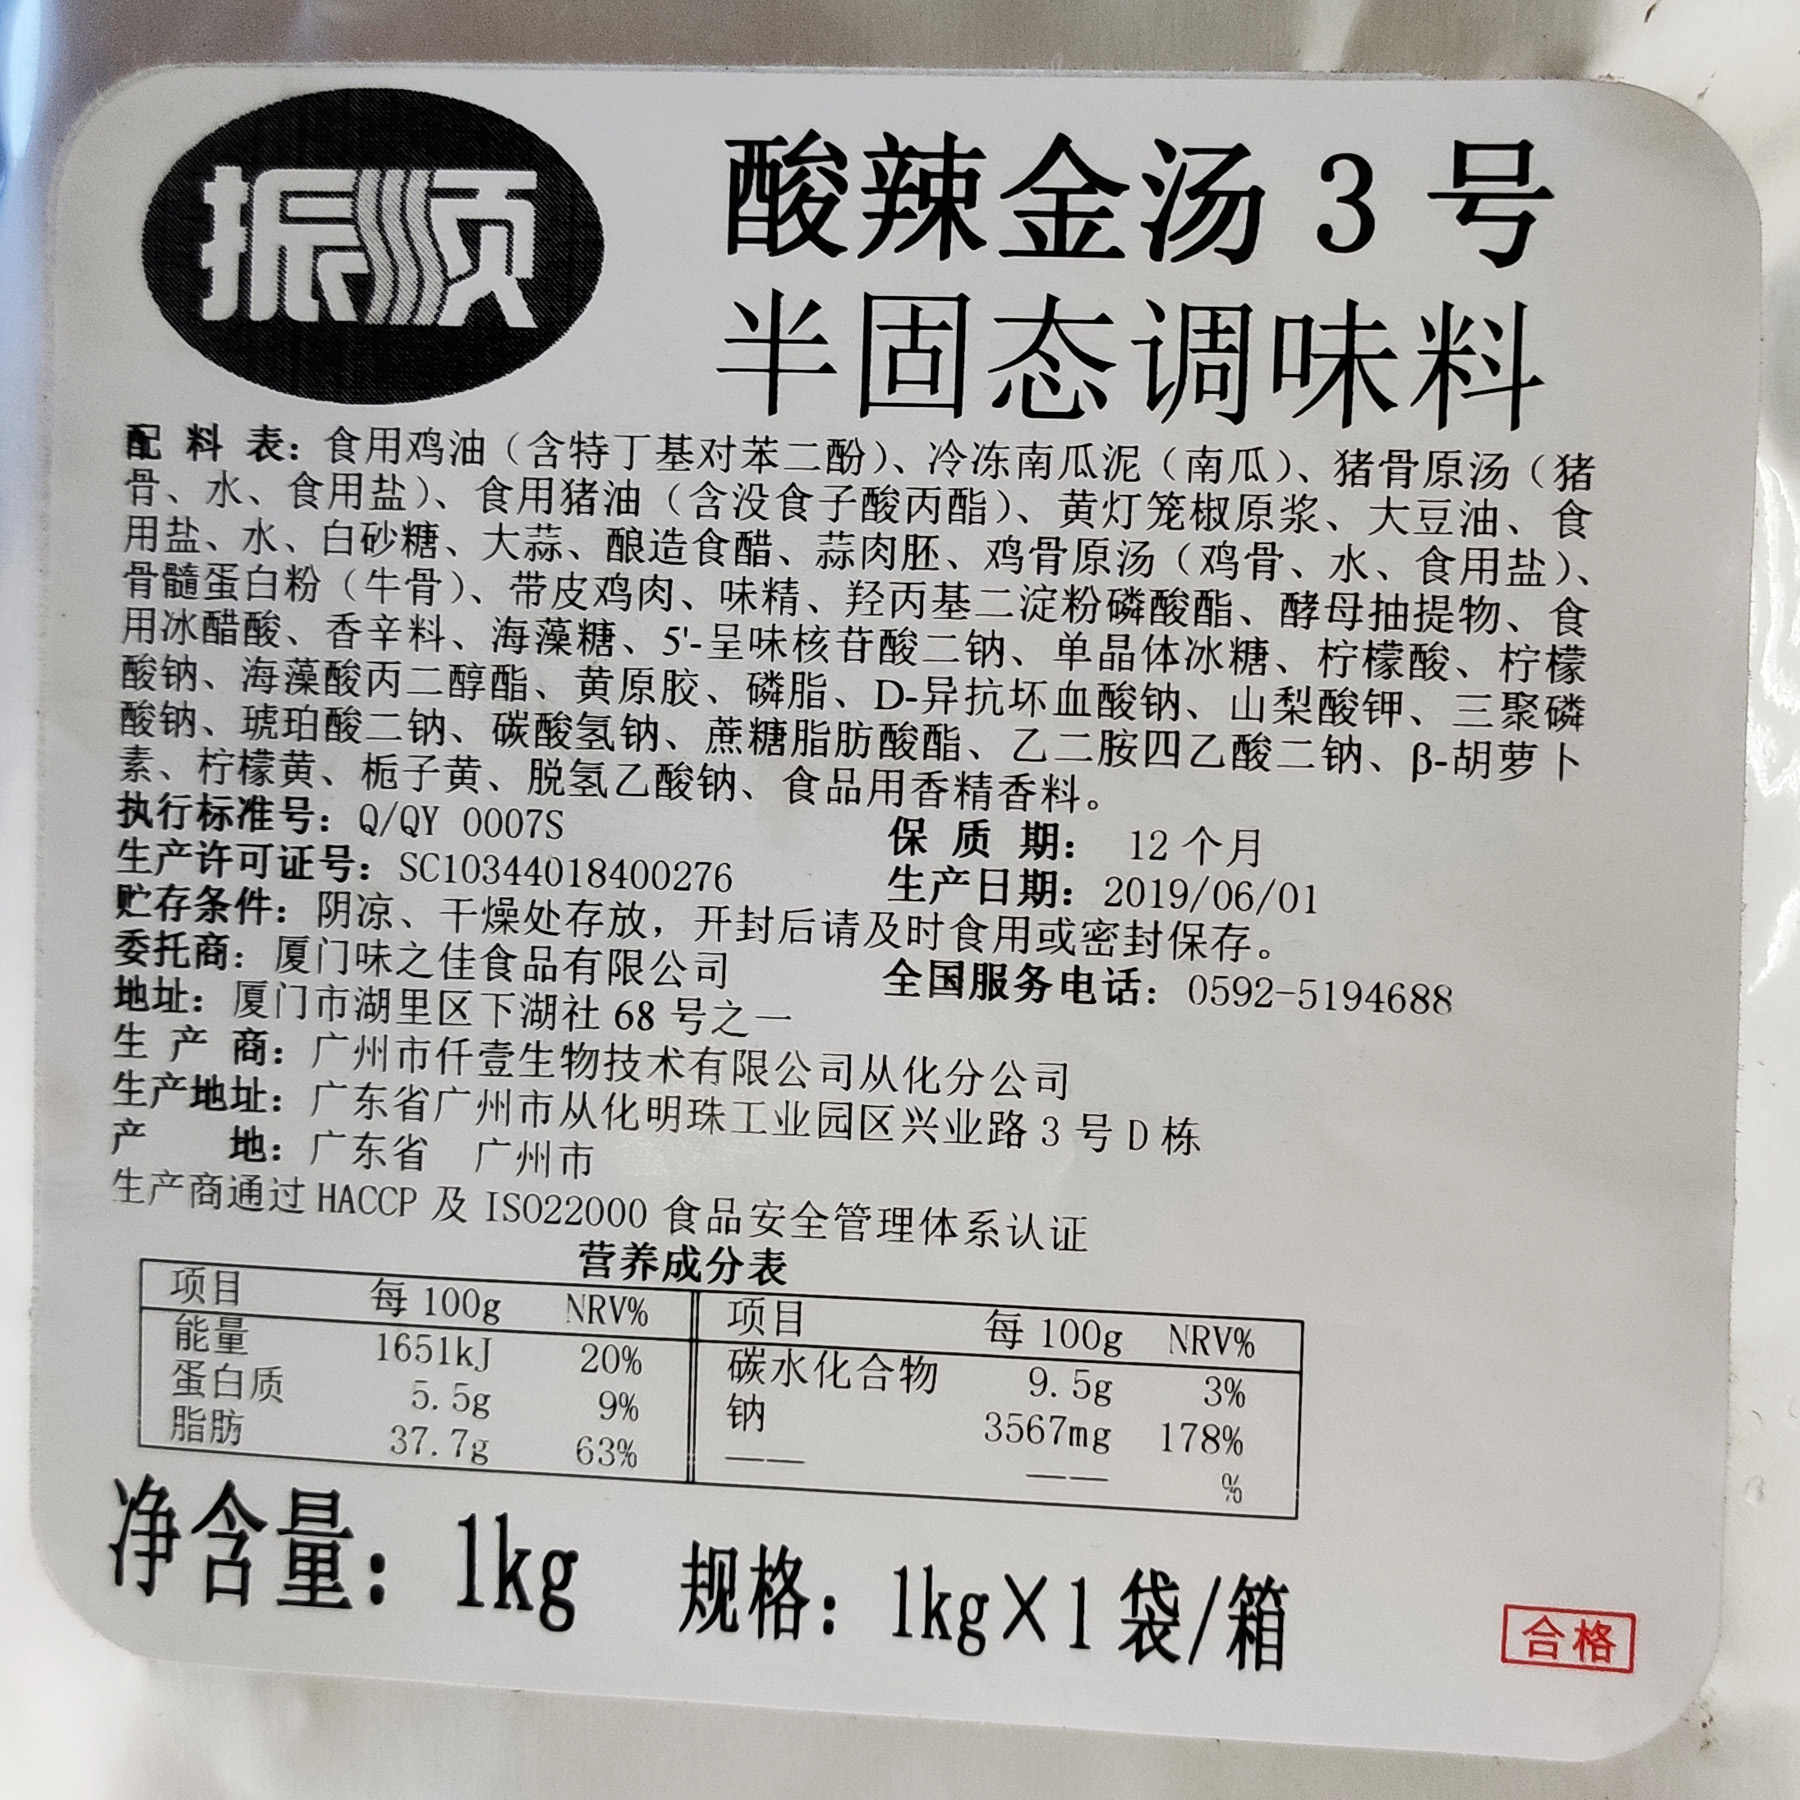 振顺
酸辣金汤 3 号
半固态调味料
配 料 表：食用鸡油（含特丁基对苯二酚）、冷冻南瓜泥（南瓜）、猪骨原汤（猪
骨、水、食用盐）、食用猪油（含没食子酸丙酯）、黄灯笼椒原浆、大豆油、食
用盐、水、白砂糖、大蒜、酿造食醋、蒜肉胚、鸡骨原汤（鸡骨、水、食用盐）、
骨髓蛋白粉（牛骨）、带皮鸡肉、味精、羟丙基二淀粉磷酸酯、酵母抽提物、食
用冰醋酸、香辛料、海藻糖、5'-呈味核苷酸二钠、单晶体冰糖、柠檬酸、柠檬
酸钠、海藻酸丙二醇酯、黄原胶、磷脂、D-异抗坏血酸钠、山梨酸钾、三聚磷
酸钠、琥珀酸二钠、碳酸氢钠、蔗糖脂肪酸酯、乙二胺四乙酸二钠、β-胡萝卜
素、柠檬黄、栀子黄、脱氢乙酸钠、食品用香精香料。
执行标准号：Q/QY 0007S 保 质 期： 12 个月
生产许可证号：SC10344018400276 生产日期：2019/06/01
贮存条件：阴凉、干燥处存放，开封后请及时食用或密封保存。
委托商：厦门味之佳食品有限公司 全国服务电话：0592-5194688
地址：厦门市湖里区下湖社 68 号之一
生 产 商：广州市仟壹生物技术有限公司从化分公司
生产地址：广东省广州市从化明珠工业园区兴业路 3 号 D 栋
产 地：广东省 广州市
生产商通过 HACCP 及 ISO22000 食品安全管理体系认证
营养成分表
项目 每 100g NRV% 项目 每 100g NRV%
能量 1651kJ 20% 碳水化合物 9.5g 3%
蛋白质 5.5g 9% 钠 3567mg 178%
脂肪 37.7g 63% —— —— %
净含量：1kg 规格：1kg×1 袋/箱
合格